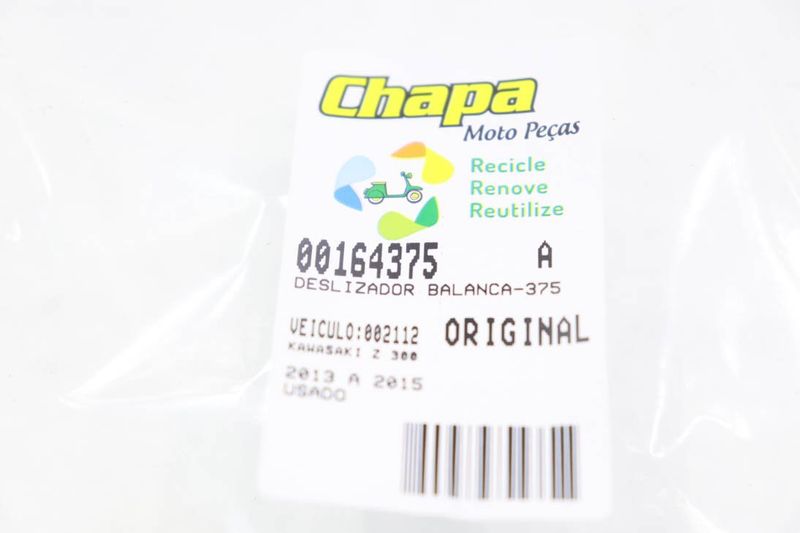 Chapa
Moto Peças
Recicle
Renove
Reutilize
00164375 A
DESLIZADOR BALANCA-375
VEICULO:002112 ORIGINAL
KAWASAKI Z 300
2013 A 2015
USADO